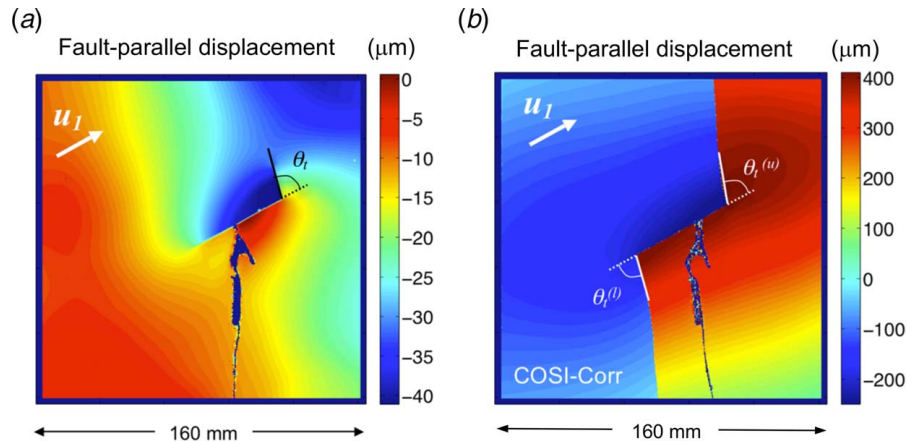 (a)
Fault-parallel displacement (μm)
u1
θt
0
−5
−10
−15
−20
−25
−30
−35
−40
160 mm
(b)
Fault-parallel displacement (μm)
u1
θt(u)
θt(l)
COSI-Corr
400
300
200
100
0
−100
−200
160 mm